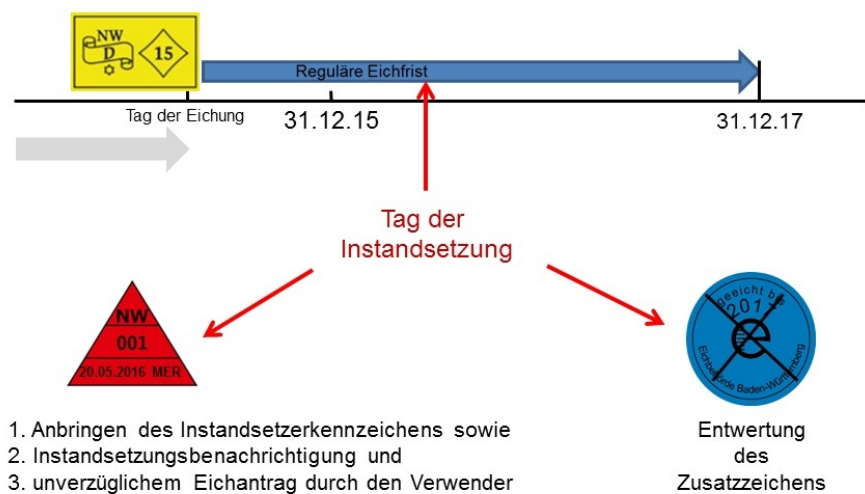 NW
D
15
Reguläre Eichfrist
Tag der Eichung
31.12.15
31.12.17
Tag der
Instandsetzung
NW
001
20.05.2016 MER
geeicht bis
2017
Eichbehörde Baden-Württemberg
1. Anbringen des Instandsetzerkennzeichens sowie
2. Instandsetzungsbenachrichtigung und
3. unverzüglichem Eichantrag durch den Verwender
Entwertung
des
Zusatzzeichens